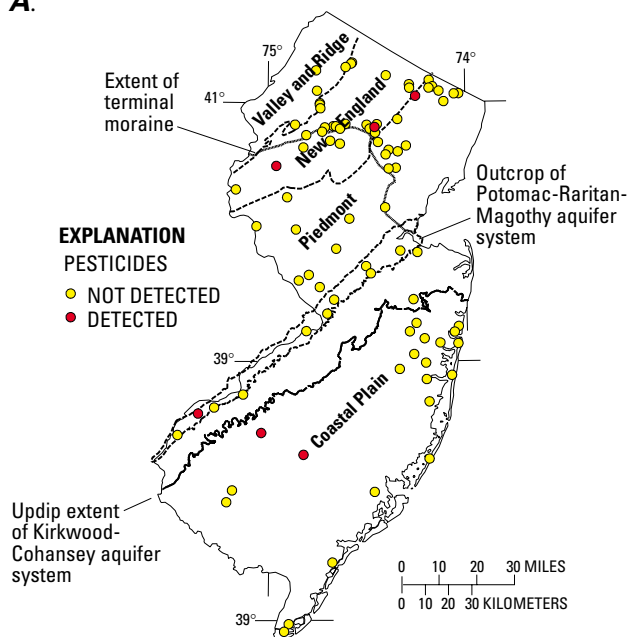 A.
75°
74°
Valley and Ridge
Extent of
terminal
moraine
41°
New England
Outcrop of
Potomac-Raritan-
Magothy aquifer
system
Piedmont
EXPLANATION
PESTICIDES
NOT DETECTED
DETECTED
39°
Coastal Plain
Updip extent
of Kirkwood-
Cohansey aquifer
system
0 10 20 30 MILES
0 10 20 30 KILOMETERS
39°